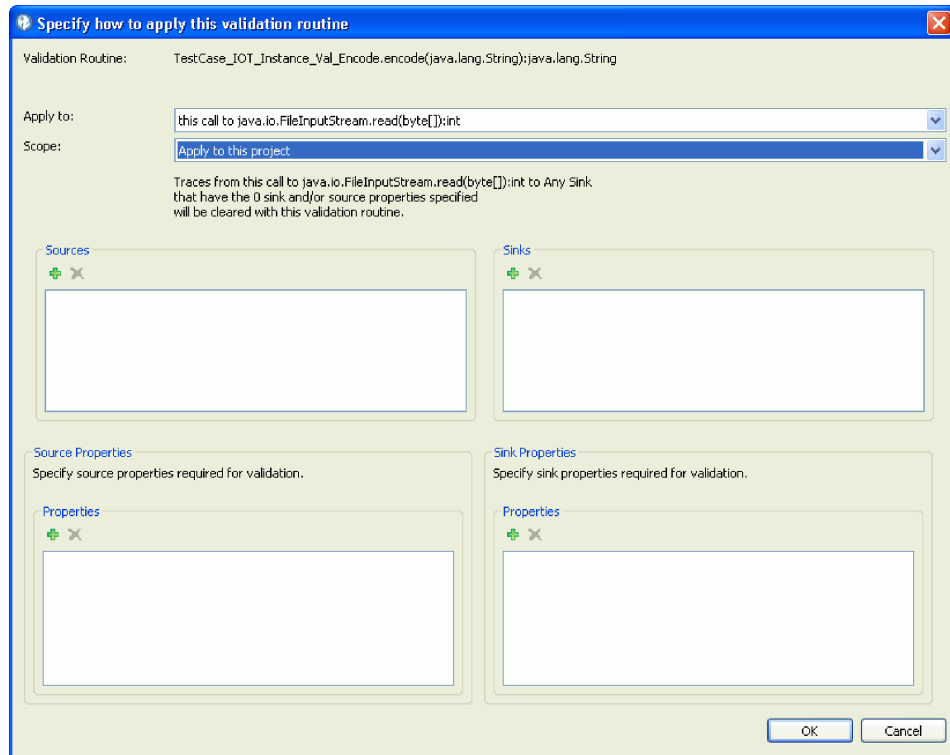 Specify how to apply this validation routine
Validation Routine: TestCase_IOT_Instance_Val_Encode.encode(java.lang.String):java.lang.String
Apply to: this call to java.io.FileInputStream.read(byte[]):int
Scope: Apply to this project
Traces from this call to java.io.FileInputStream.read(byte[]):int to Any Sink
that have the 0 sink and/or source properties specified
will be cleared with this validation routine.
Sources
Sinks
Source Properties
Specify source properties required for validation.
Properties
Sink Properties
Specify sink properties required for validation.
Properties
OK
Cancel